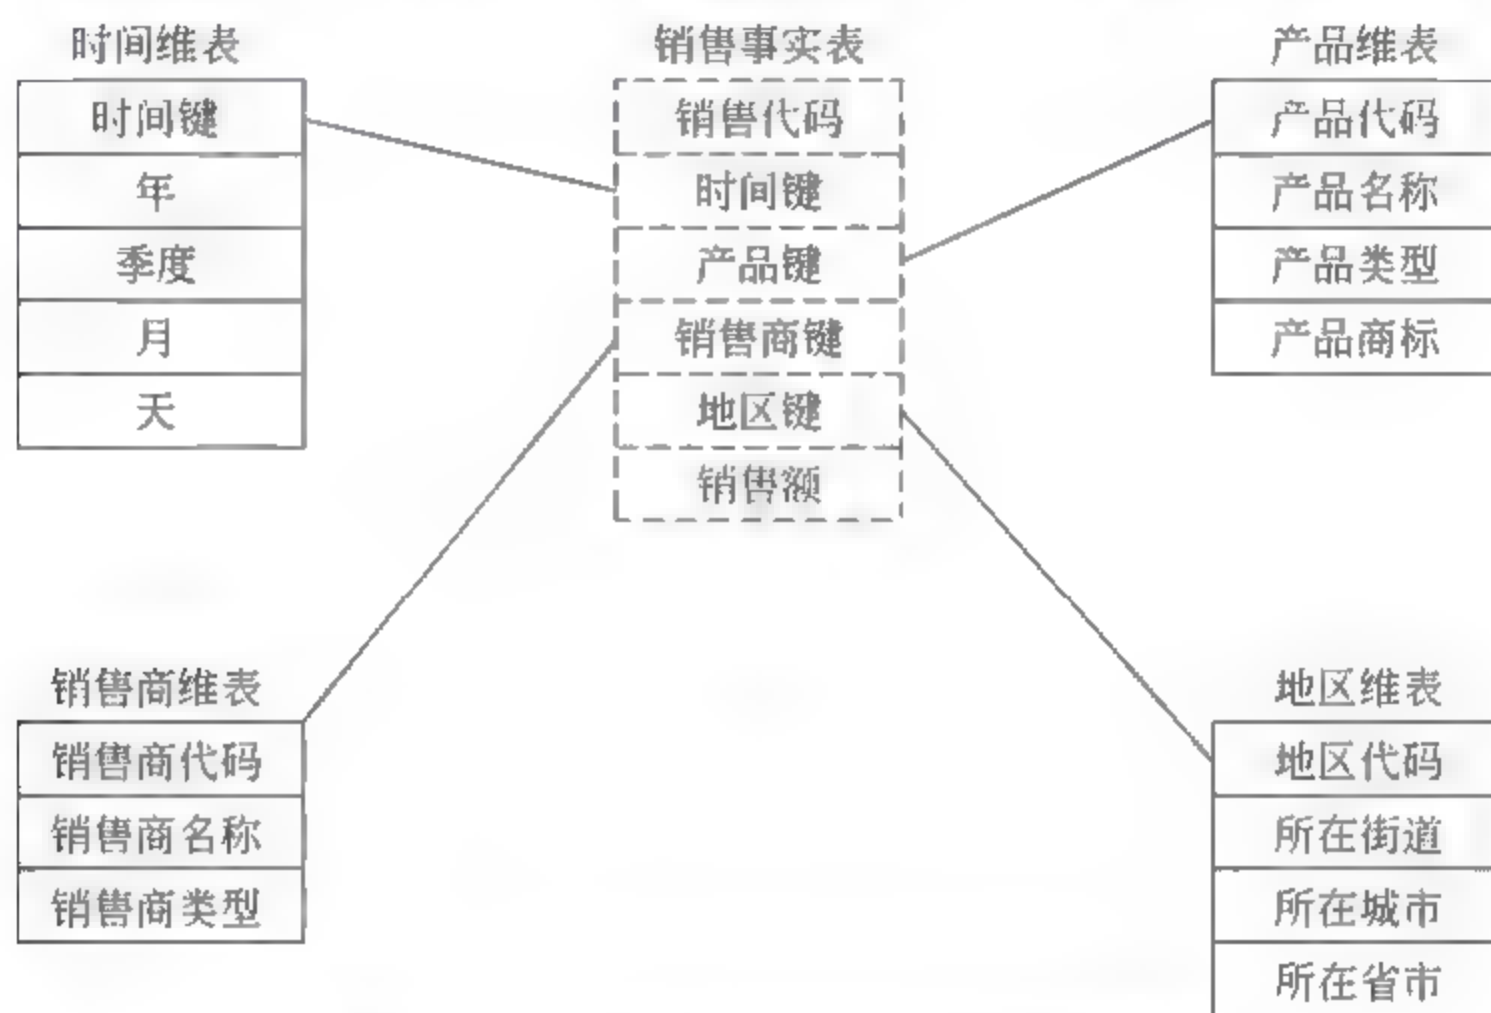 时间维表
时间键
年
季度
月
天
销售事实表
销售代码
时间键
产品键
销售商键
地区键
销售额
产品维表
产品代码
产品名称
产品类型
产品商标
销售商维表
销售商代码
销售商名称
销售商类型
地区维表
地区代码
所在街道
所在城市
所在省市